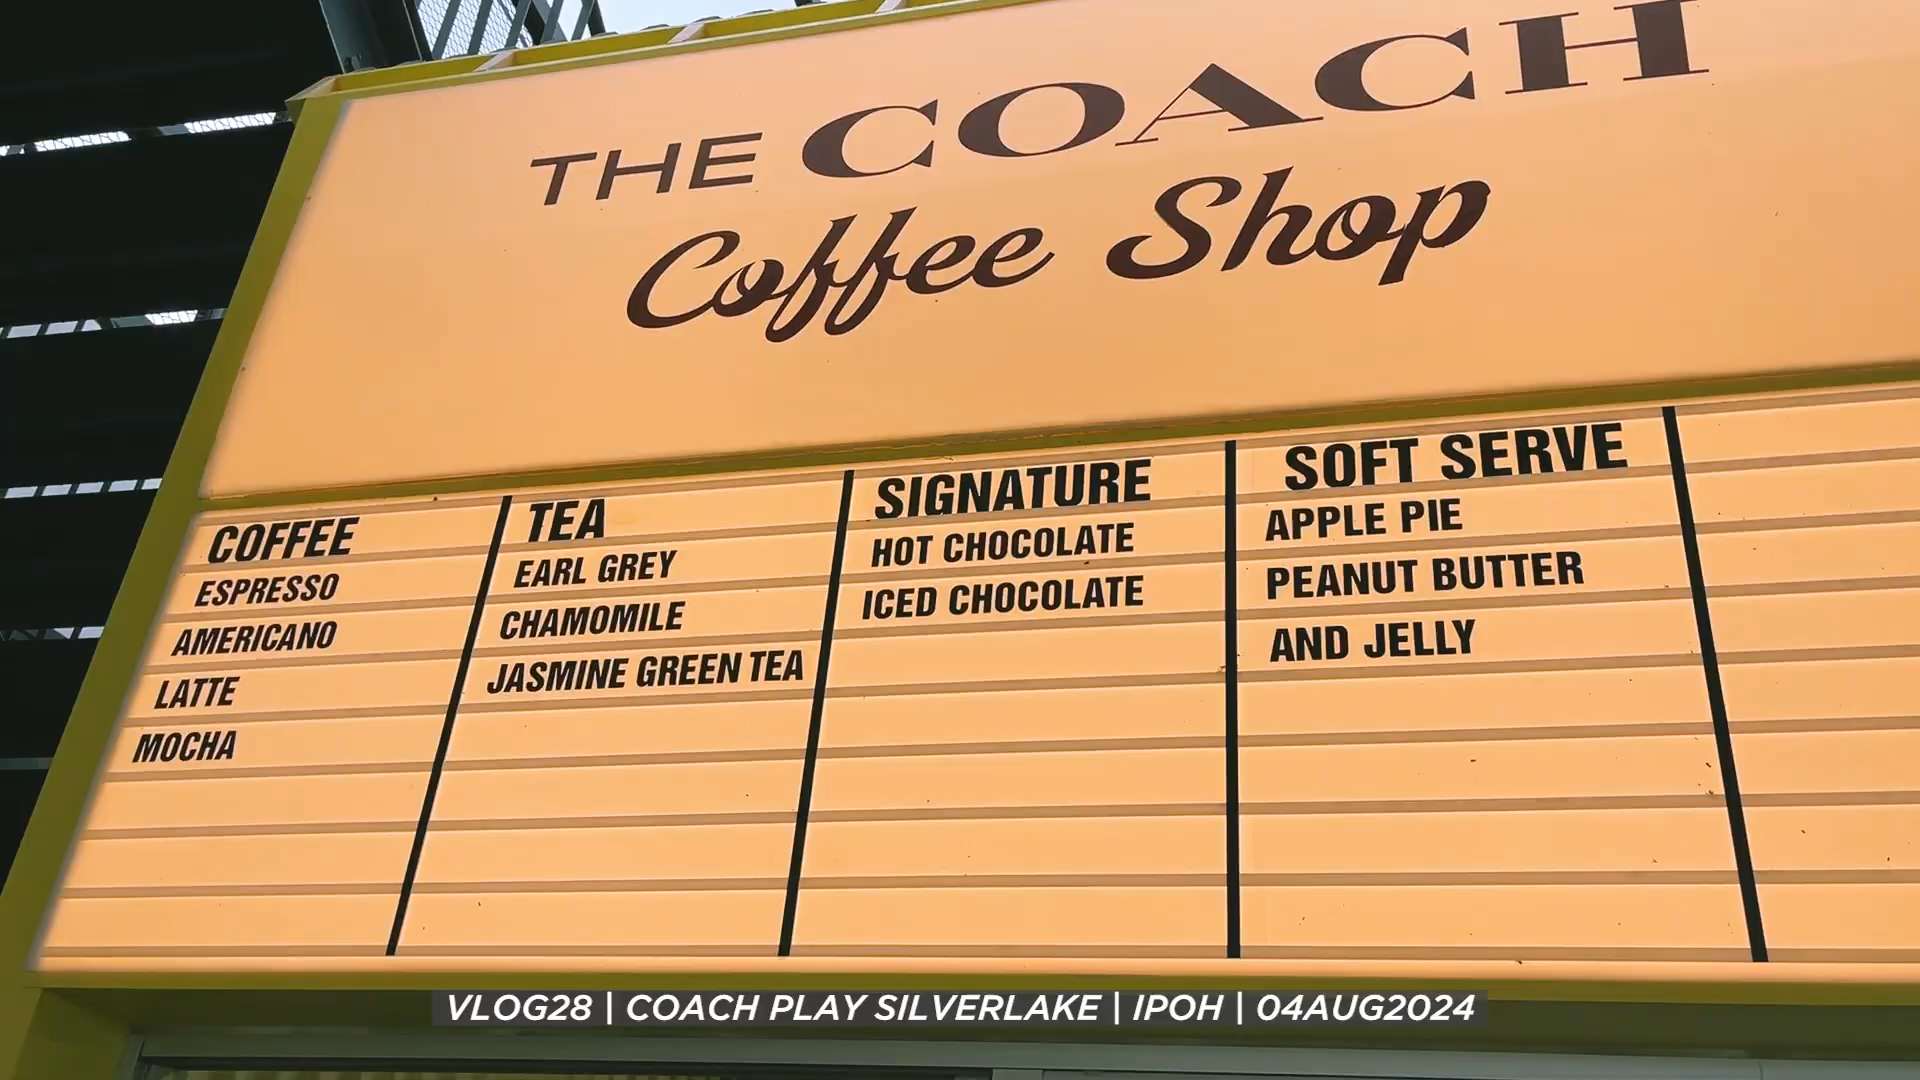 THE COACH
Coffee Shop
COFFEE
ESPRESSO
AMERICANO
LATTE
MOCHA
TEA
EARL GREY
CHAMOMILE
JASMINE GREEN TEA
SIGNATURE
HOT CHOCOLATE
ICED CHOCOLATE
SOFT SERVE
APPLE PIE
PEANUT BUTTER
AND JELLY
VLOG28 | COACH PLAY SILVERLAKE | IPOH | 04AUG2024